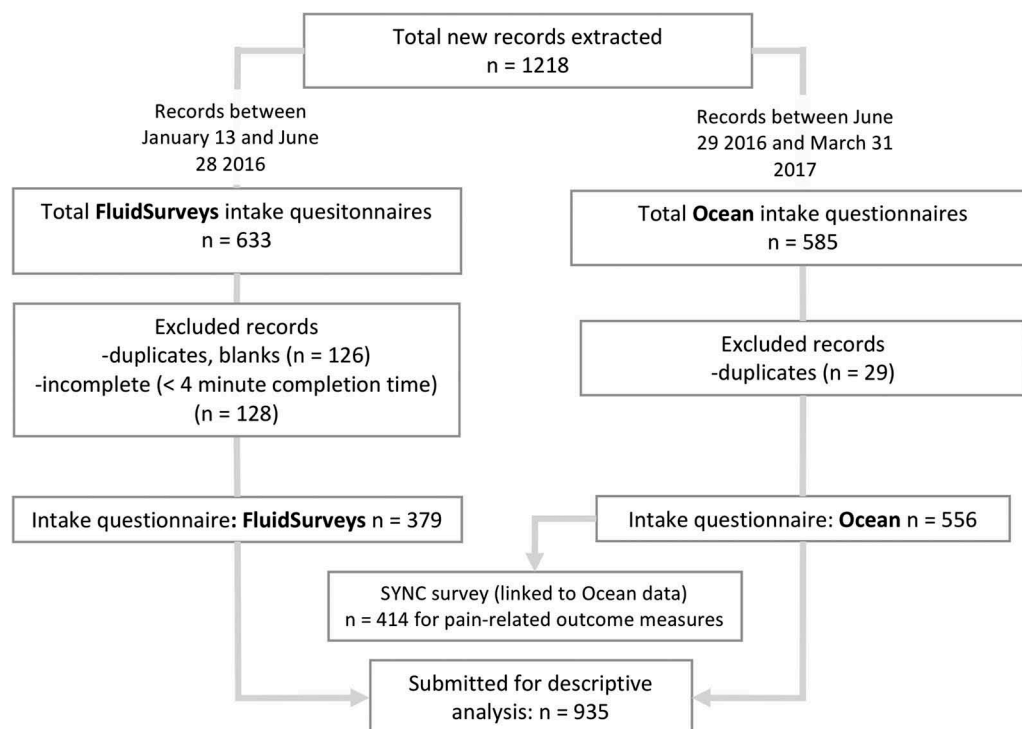 Total new records extracted
n = 1218
Records between
January 13 and June
28 2016
Records between June
29 2016 and March 31
2017
Total FluidSurveys intake quesitonnaires
n = 633
Total Ocean intake questionnaires
n = 585
Excluded records
-duplicates, blanks (n = 126)
-incomplete (< 4 minute completion time)
(n = 128)
Excluded records
-duplicates (n = 29)
Intake questionnaire: FluidSurveys n = 379
Intake questionnaire: Ocean n = 556
SYNC survey (linked to Ocean data)
n = 414 for pain-related outcome measures
Submitted for descriptive
analysis: n = 935